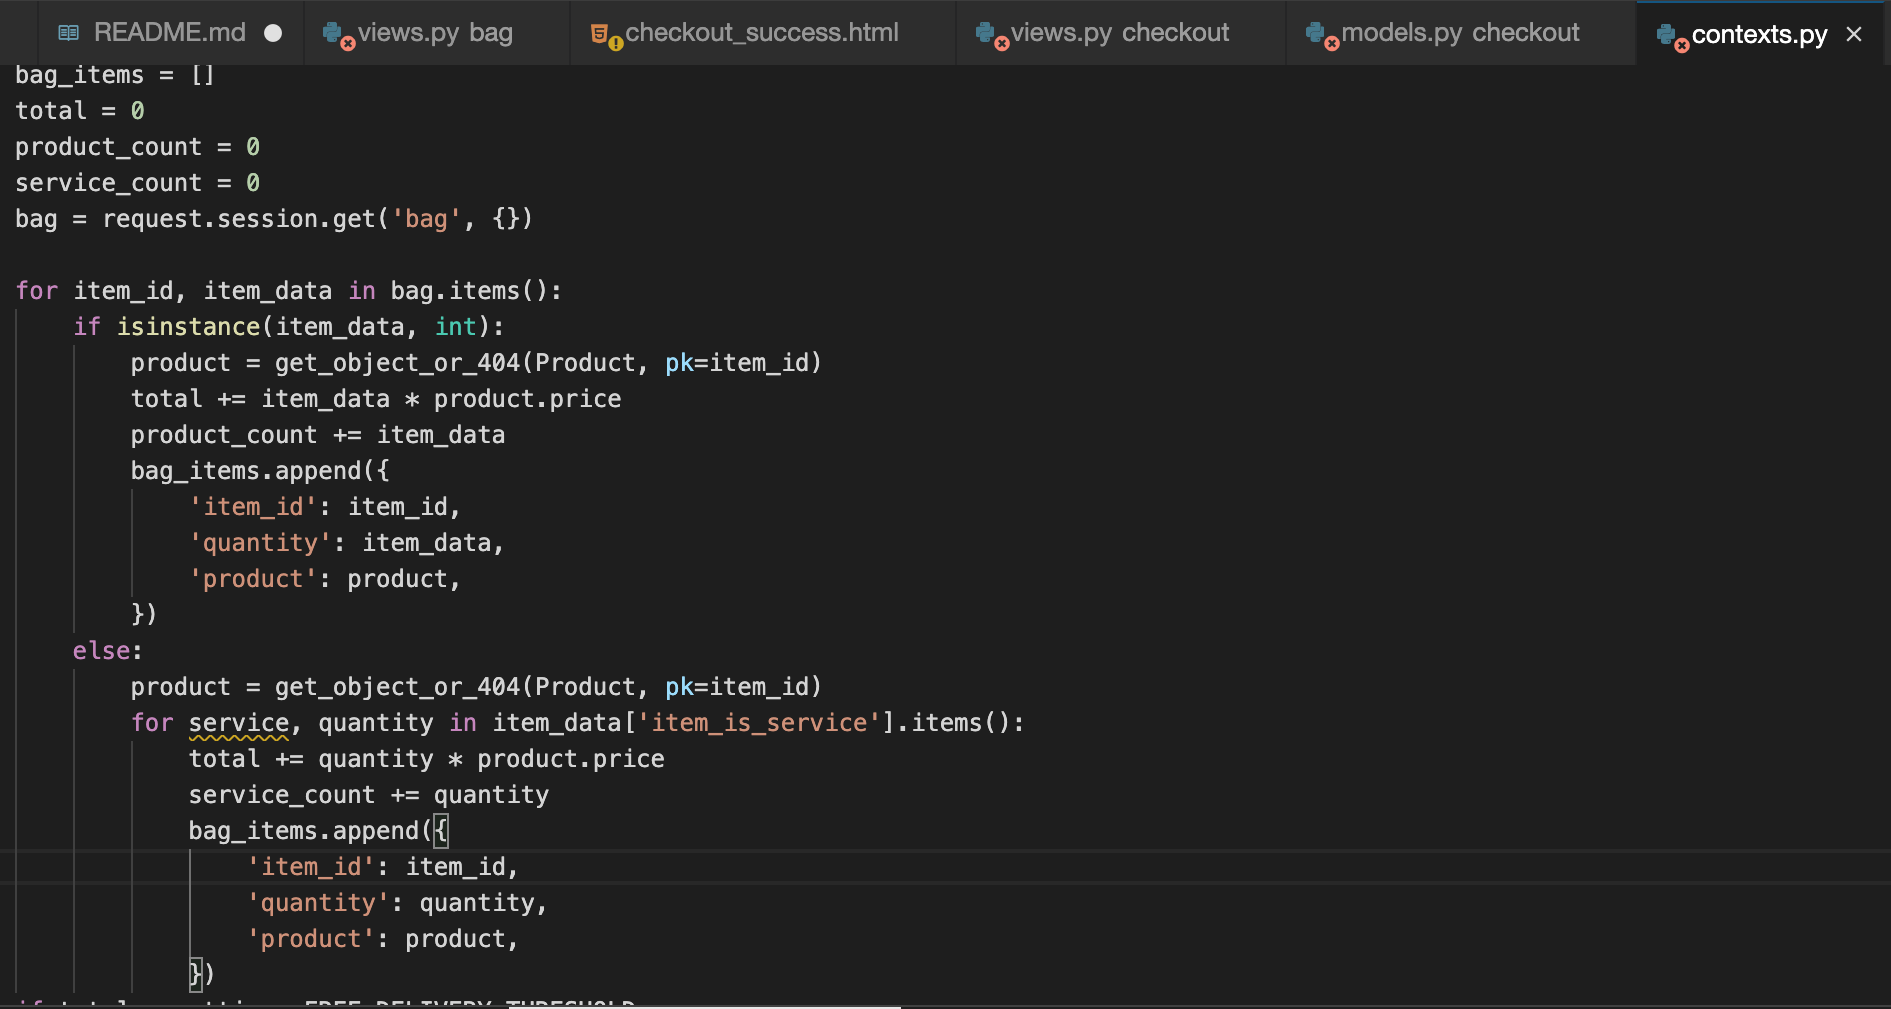 README.md
views.py bag
checkout_success.html
views.py checkout
models.py checkout
contexts.py
bag_items = []
total = 0
product_count = 0
service_count = 0
bag = request.session.get('bag', {})
for item_id, item_data in bag.items():
if isinstance(item_data, int):
product = get_object_or_404(Product, pk=item_id)
total += item_data * product.price
product_count += item_data
bag_items.append({
'item_id': item_id,
'quantity': item_data,
'product': product,
})
else:
product = get_object_or_404(Product, pk=item_id)
for service, quantity in item_data['item_is_service'].items():
total += quantity * product.price
service_count += quantity
bag_items.append({
'item_id': item_id,
'quantity': quantity,
'product': product,
})